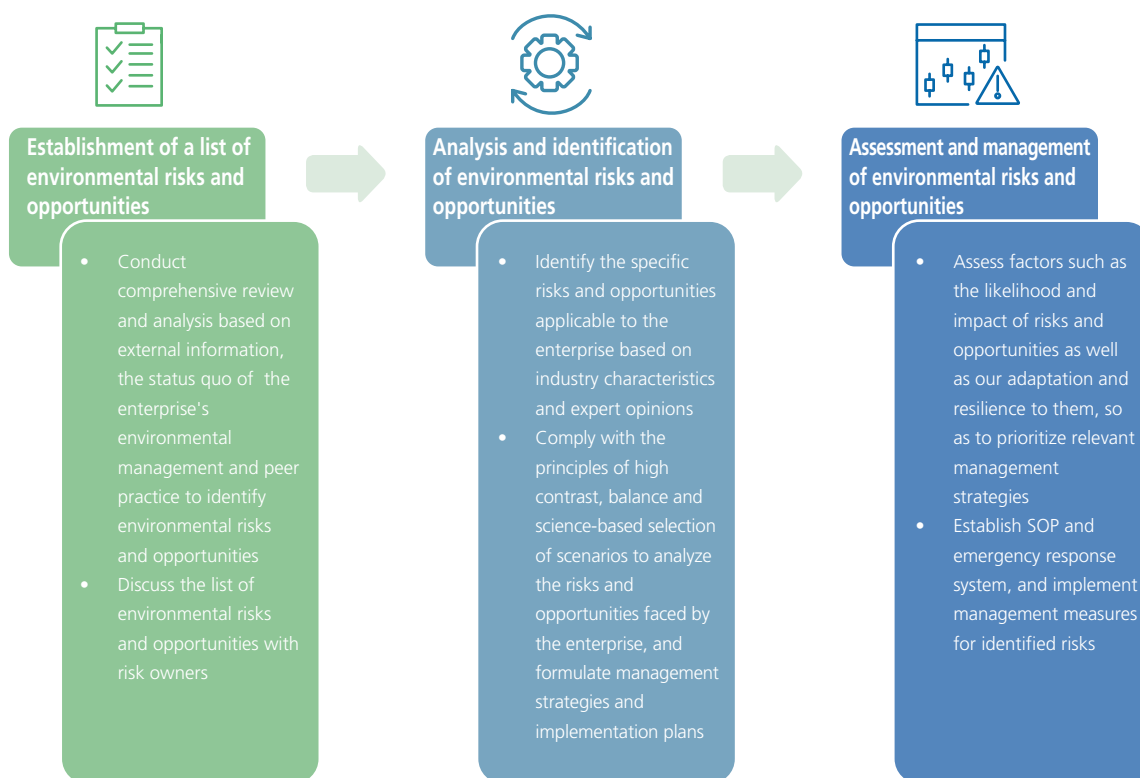 Establishment of a list of
environmental risks and
opportunities
• Conduct
comprehensive review
and analysis based on
external information,
the status quo of the
enterprise's
environmental
management and peer
practice to identify
environmental risks
and opportunities
• Discuss the list of
environmental risks
and opportunities with
risk owners
Analysis and identification
of environmental risks and
opportunities
• Identify the specific
risks and opportunities
applicable to the
enterprise based on
industry characteristics
and expert opinions
• Comply with the
principles of high
contrast, balance and
science-based selection
of scenarios to analyze
the risks and
opportunities faced by
the enterprise, and
formulate management
strategies and
implementation plans
Assessment and management
of environmental risks and
opportunities
• Assess factors such as
the likelihood and
impact of risks and
opportunities as well
as our adaptation and
resilience to them, so
as to prioritize relevant
management
strategies
• Establish SOP and
emergency response
system, and implement
management measures
for identified risks